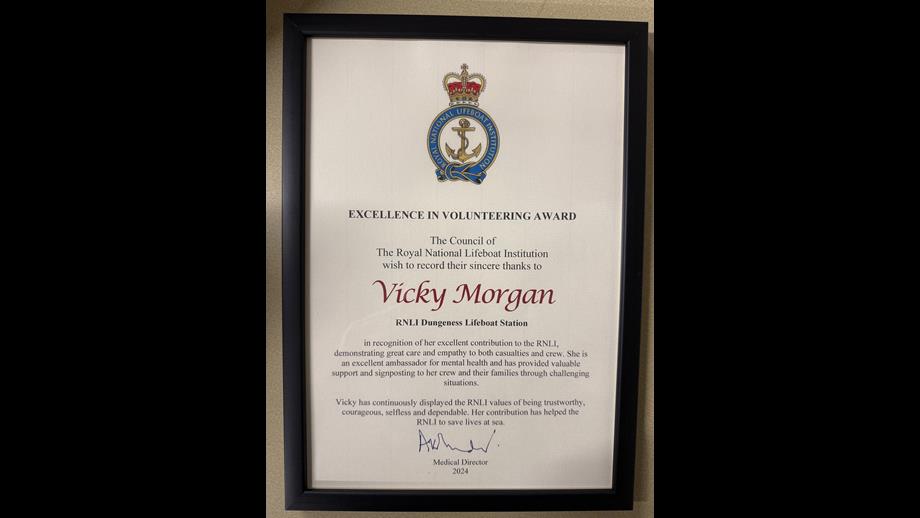 ROYAL NATIONAL LIFEBOAT INSTITUTION
EXCELLENCE IN VOLUNTEERING AWARD
The Council of
The Royal National Lifeboat Institution
wish to record their sincere thanks to
Vicky Morgan
RNLI Dungeness Lifeboat Station
in recognition of her excellent contribution to the RNLI,
demonstrating great care and empathy to both casualties and crew. She is
an excellent ambassador for mental health and has provided valuable
support and signposting to her crew and their families through challenging
situations.
Vicky has continuously displayed the RNLI values of being trustworthy,
courageous, selfless and dependable. Her contribution has helped the
RNLI to save lives at sea.
Medical Director
2024